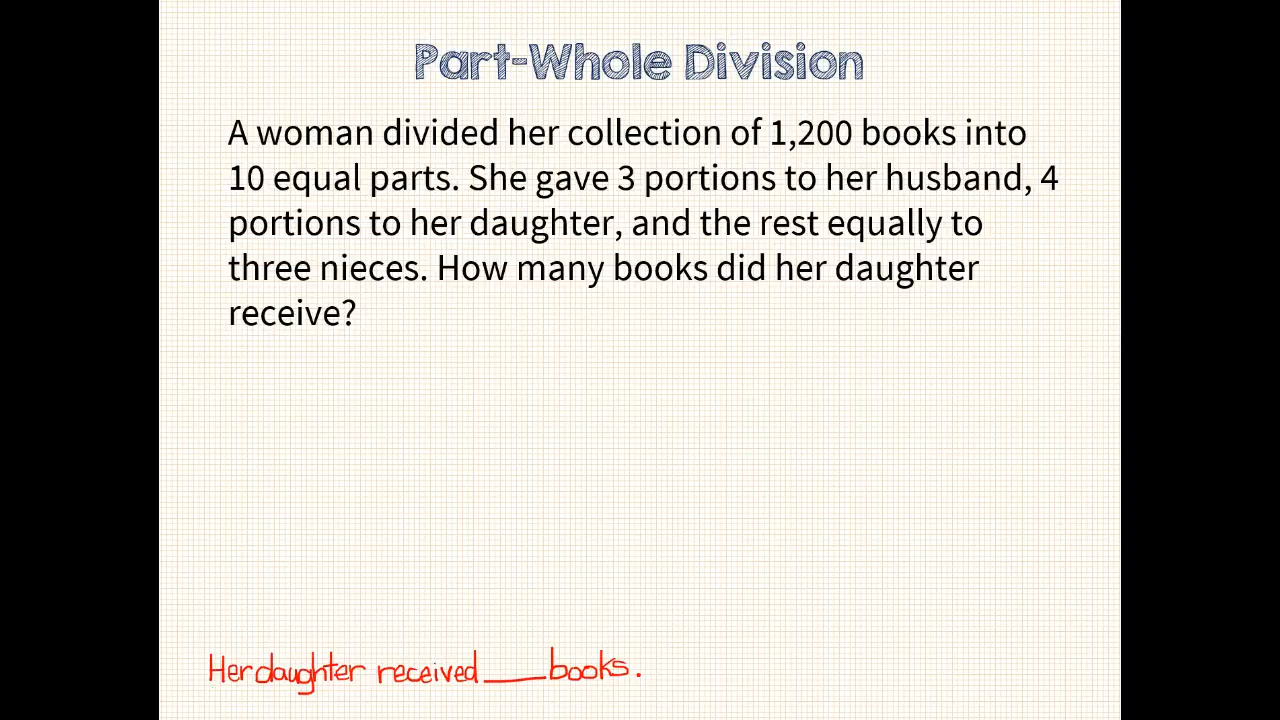 Part-Whole Division
A woman divided her collection of 1,200 books into
10 equal parts. She gave 3 portions to her husband, 4
portions to her daughter, and the rest equally to
three nieces. How many books did her daughter
receive?
Her daughter received ___ books.